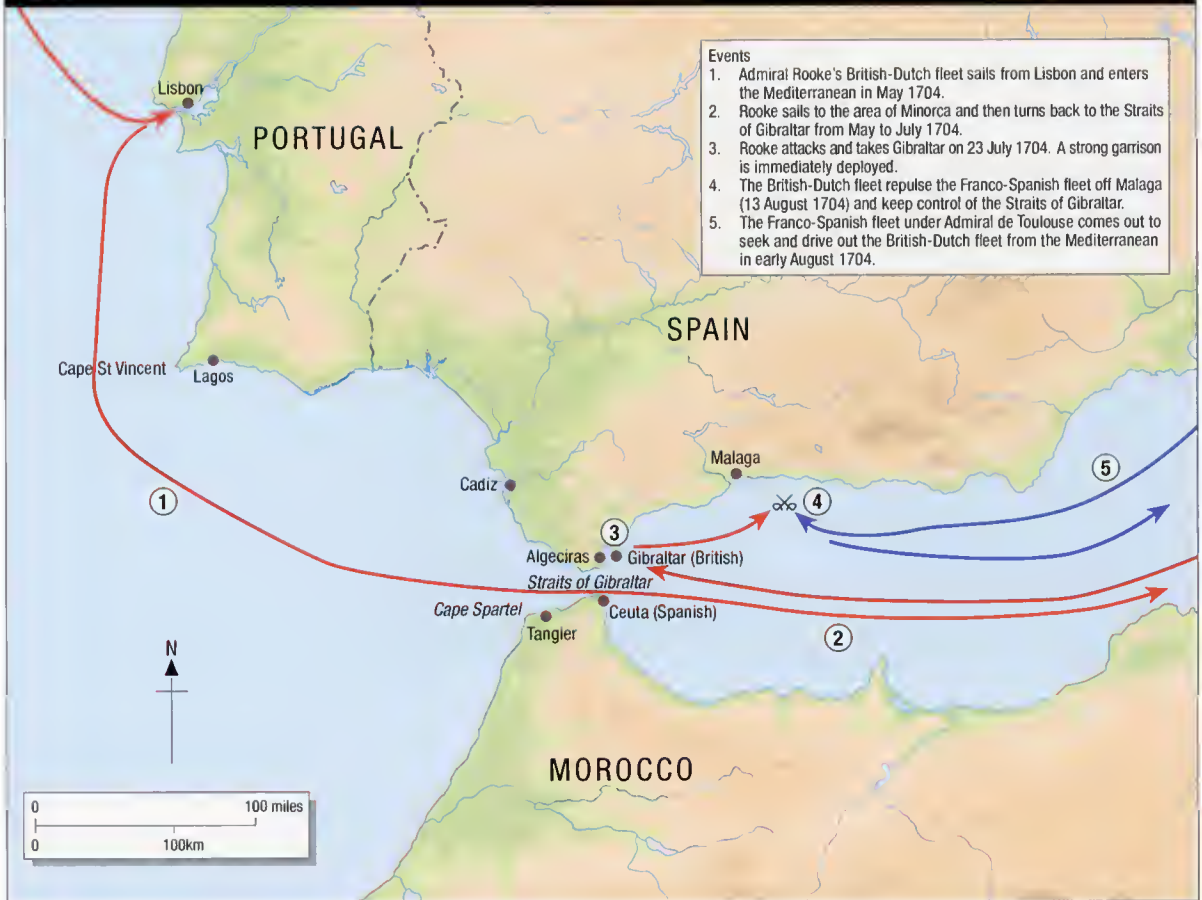 Events
1. Admiral Rooke's British-Dutch fleet sails from Lisbon and enters
the Mediterranean in May 1704.
2. Rooke sails to the area of Minorca and then turns back to the Straits
of Gibraltar from May to July 1704.
3. Rooke attacks and takes Gibraltar on 23 July 1704. A strong garrison
is immediately deployed.
4. The British-Dutch fleet repulse the Franco-Spanish fleet off Malaga
(13 August 1704) and keep control of the Straits of Gibraltar.
5. The Franco-Spanish fleet under Admiral de Toulouse comes out to
seek and drive out the British-Dutch fleet from the Mediterranean
in early August 1704.
Lisbon
PORTUGAL
SPAIN
Cape St Vincent
Lagos
Malaga
5
Cadiz
1
4
3
Algeciras
Gibraltar (British)
Straits of Gibraltar
Cape Spartel
Ceuta (Spanish)
Tangier
2
N
MOROCCO
0 100 miles
0 100km